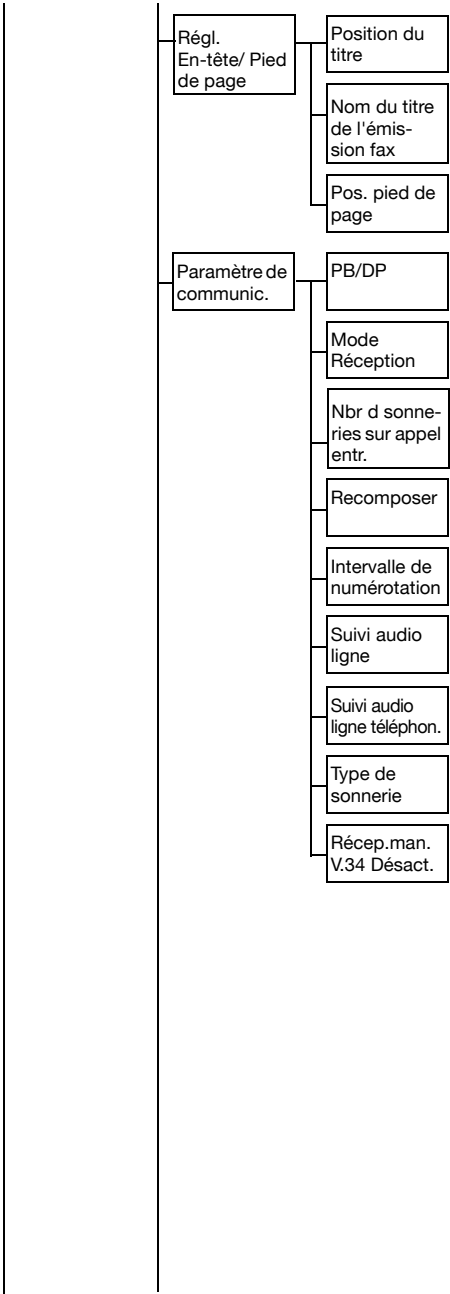 Régl.
En-tête/ Pied
de page
Position du
titre
Nom du titre
de l'émis-
sion fax
Pos. pied de
page
Paramètre de
communic.
PB/DP
Mode
Réception
Nbr d sonne-
ries sur appel
entr.
Recomposer
Intervalle de
numérotation
Suivi audio
ligne
Suivi audio
ligne téléphon.
Type de
sonnerie
Récep.man.
V.34 Désact.